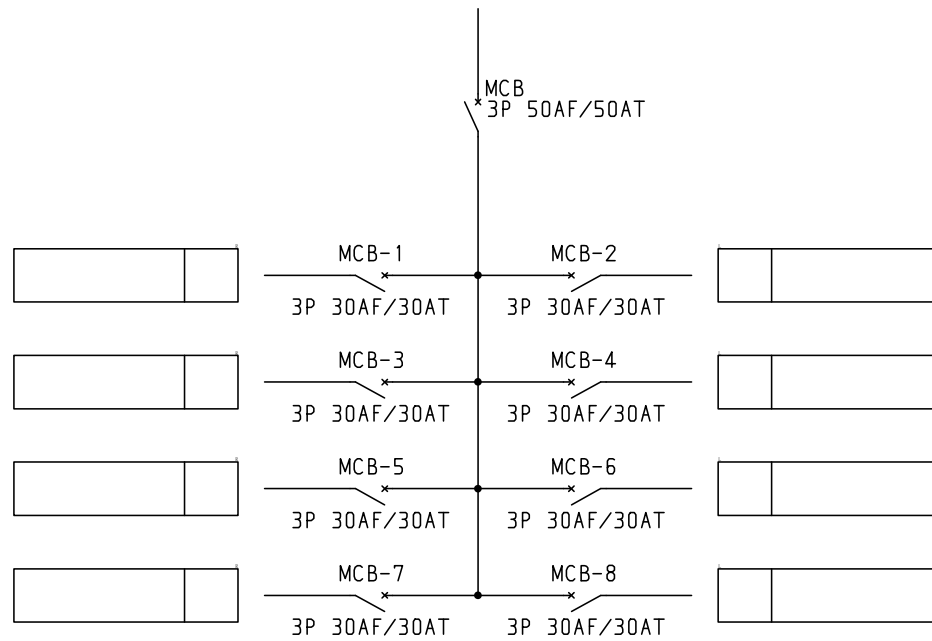 MCB
3P 50AF/50AT
MCB-1
MCB-2
3P 30AF/30AT
3P 30AF/30AT
MCB-3
MCB-4
3P 30AF/30AT
3P 30AF/30AT
MCB-5
MCB-6
3P 30AF/30AT
3P 30AF/30AT
MCB-7
MCB-8
3P 30AF/30AT
3P 30AF/30AT